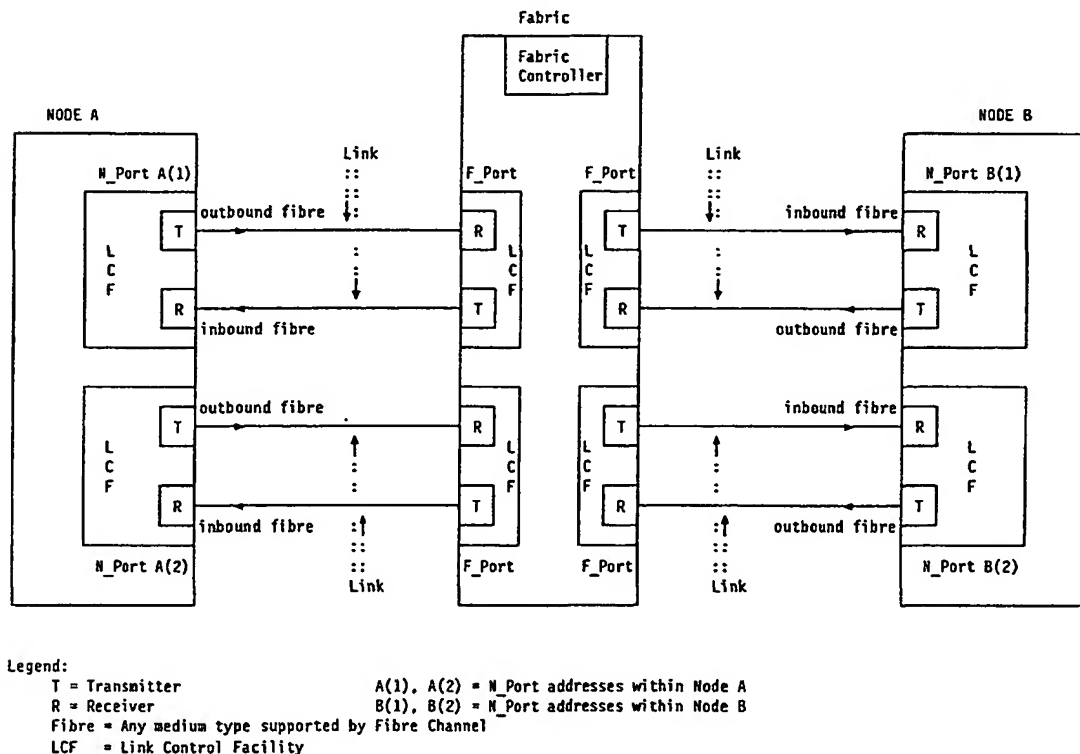 Fabric
Fabric
Controller
NODE A
NODE B
Link
Link
N_Port A(1)
F_Port
F_Port
N_Port B(1)
outbound fibre
inbound fibre
T
R
T
R
L
C
F
L
C
F
L
C
F
L
C
F
R
T
R
T
inbound fibre
outbound fibre
outbound fibre
inbound fibre
T
R
T
R
L
C
F
L
C
F
L
C
F
L
C
F
R
T
R
T
inbound fibre
outbound fibre
N_Port A(2)
F_Port
F_Port
N_Port B(2)
Link
Link
Legend:
T = Transmitter A(1), A(2) = N_Port addresses within Node A
R = Receiver B(1), B(2) = N_Port addresses within Node B
Fibre = Any medium type supported by Fibre Channel
LCF = Link Control Facility